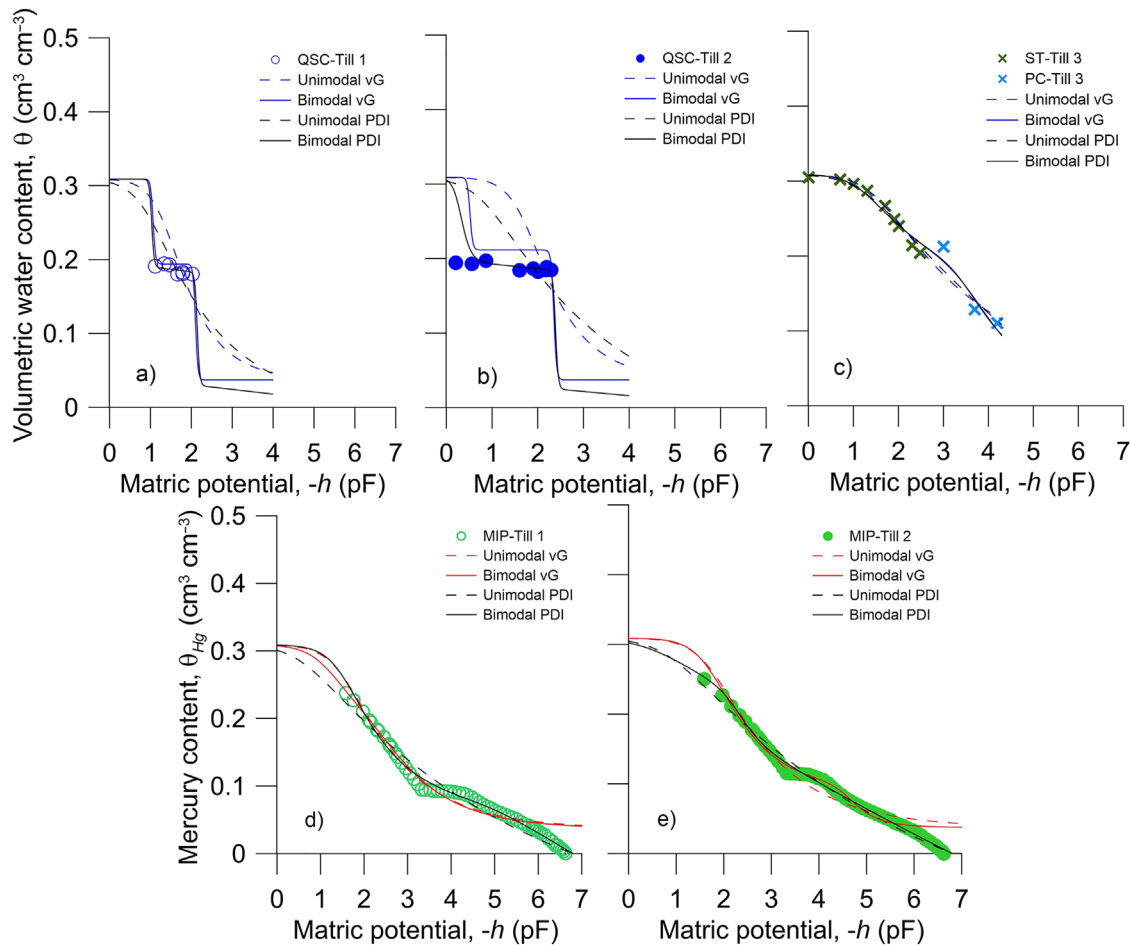 Volumetric water content, θ (cm³ cm⁻³)
0.5
0.4
0.3
0.2
0.1
0
QSC-Till 1
Unimodal vG
Bimodal vG
Unimodal PDI
Bimodal PDI
a)
0 1 2 3 4 5 6 7
Matric potential, -h (pF)
QSC-Till 2
Unimodal vG
Bimodal vG
Unimodal PDI
Bimodal PDI
b)
0 1 2 3 4 5 6 7
Matric potential, -h (pF)
ST-Till 3
PC-Till 3
Unimodal vG
Bimodal vG
Unimodal PDI
Bimodal PDI
c)
0 1 2 3 4 5 6 7
Matric potential, -h (pF)
Mercury content, θHg (cm³ cm⁻³)
0.5
0.4
0.3
0.2
0.1
0
MIP-Till 1
Unimodal vG
Bimodal vG
Unimodal PDI
Bimodal PDI
d)
0 1 2 3 4 5 6 7
Matric potential, -h (pF)
MIP-Till 2
Unimodal vG
Bimodal vG
Unimodal PDI
Bimodal PDI
e)
0 1 2 3 4 5 6 7
Matric potential, -h (pF)